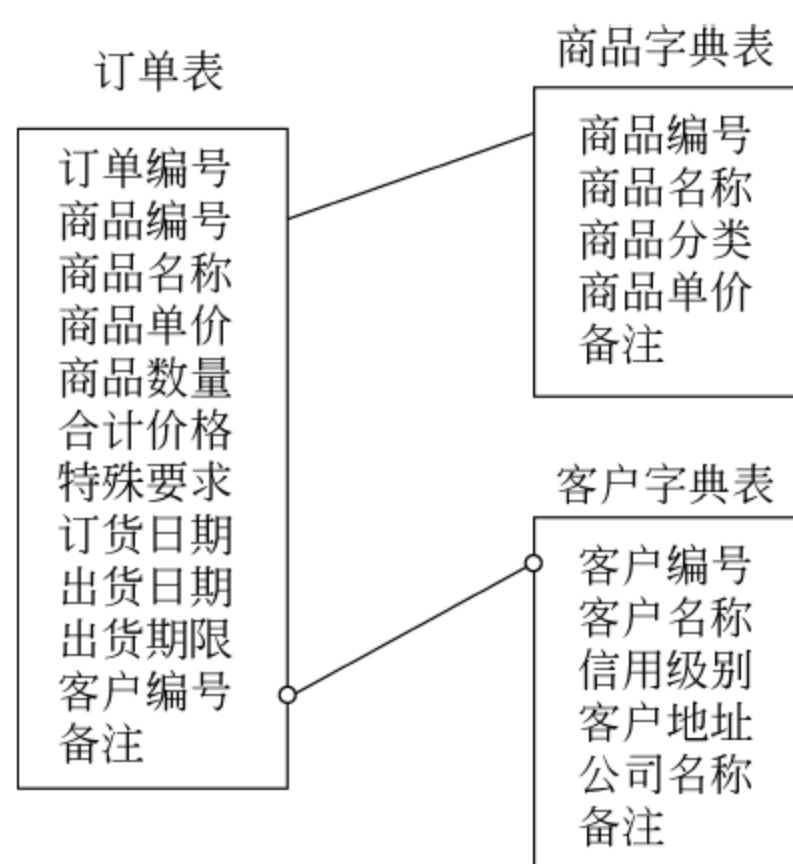 订单表
订单编号
商品编号
商品名称
商品单价
商品数量
合计价格
特殊要求
订货日期
出货日期
出货期限
客户编号
备注
商品字典表
商品编号
商品名称
商品分类
商品单价
备注
客户字典表
客户编号
客户名称
信用级别
客户地址
公司名称
备注